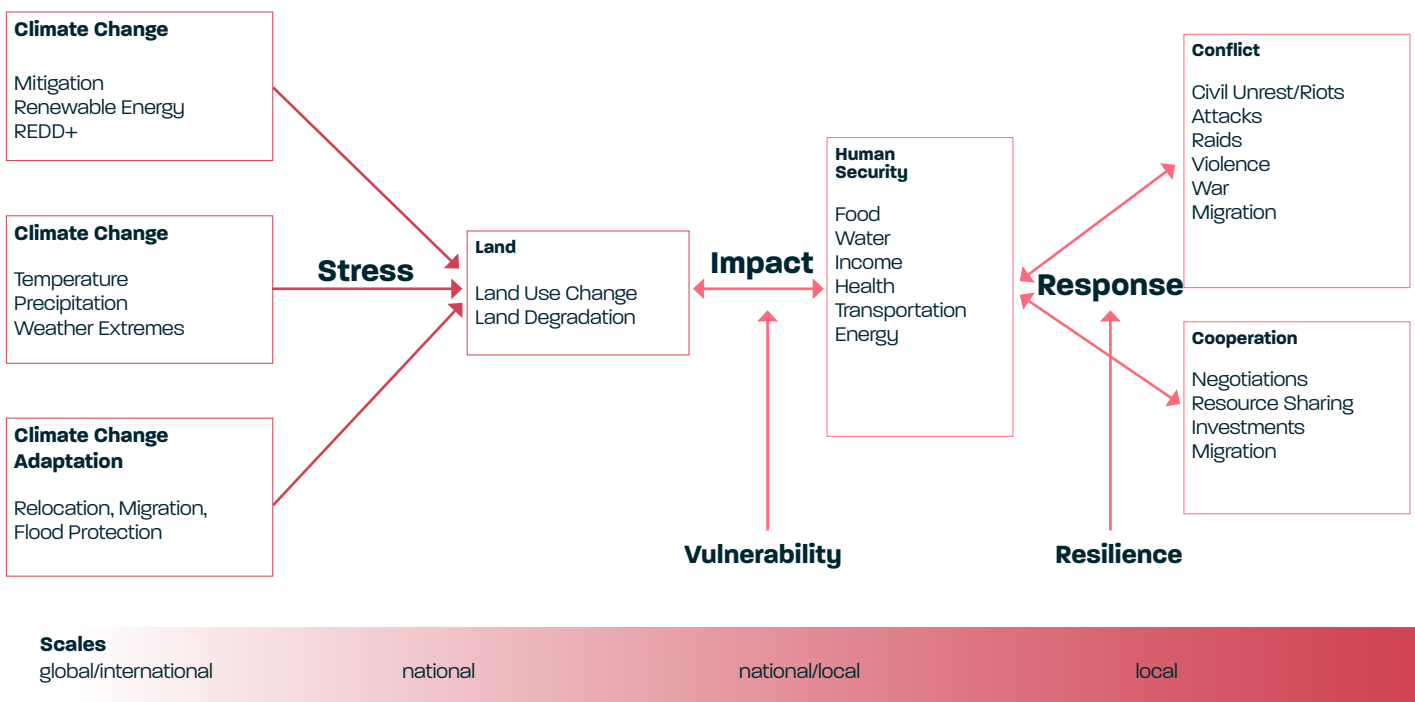 Climate Change
Mitigation
Renewable Energy
REDD+
Climate Change
Temperature
Precipitation
Weather Extremes
Climate Change
Adaptation
Relocation, Migration,
Flood Protection
Stress
Land
Land Use Change
Land Degradation
Impact
Vulnerability
Human
Security
Food
Water
Income
Health
Transportation
Energy
Response
Resilience
Conflict
Civil Unrest/Riots
Attacks
Raids
Violence
War
Migration
Cooperation
Negotiations
Resource Sharing
Investments
Migration
Scales
global/international national national/local local